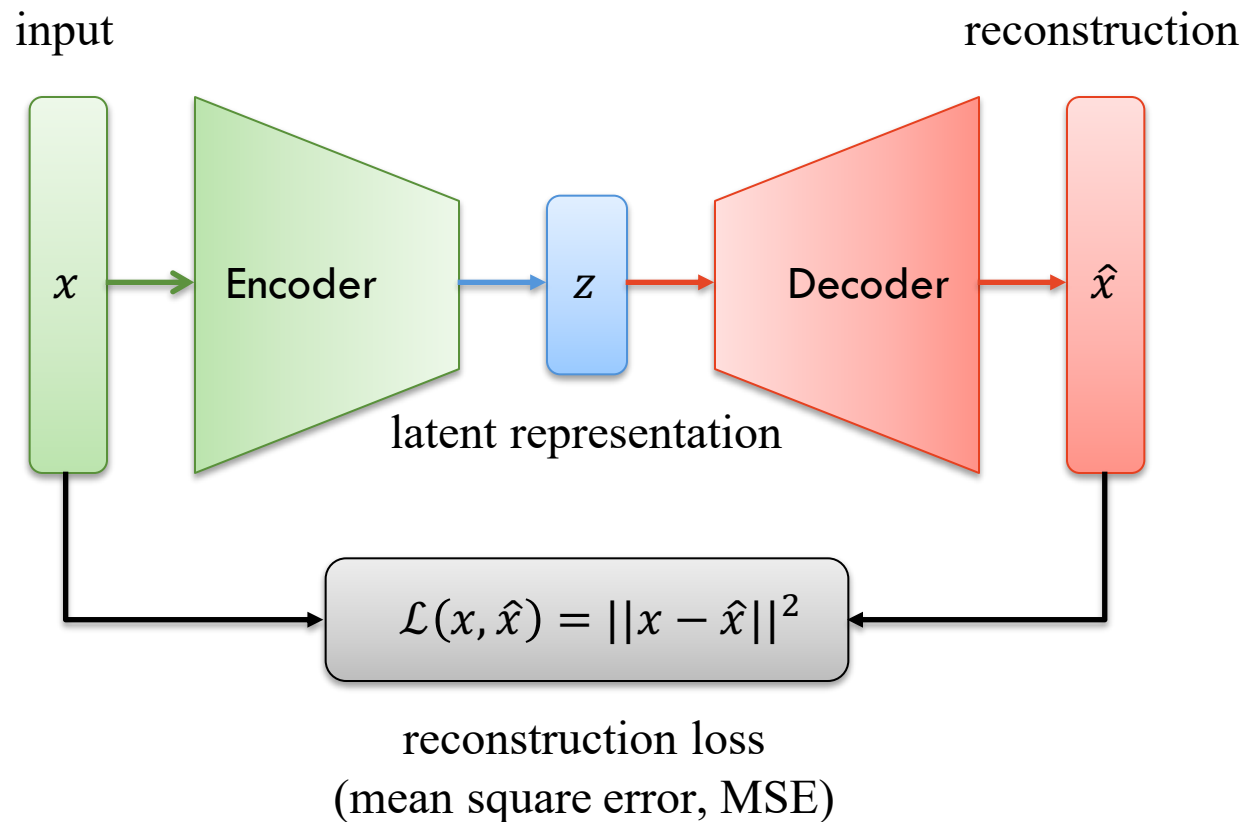 input
reconstruction
x
Encoder
z
Decoder
x̂
latent representation
ℒ(x, x̂) = ||x − x̂||²
reconstruction loss
(mean square error, MSE)